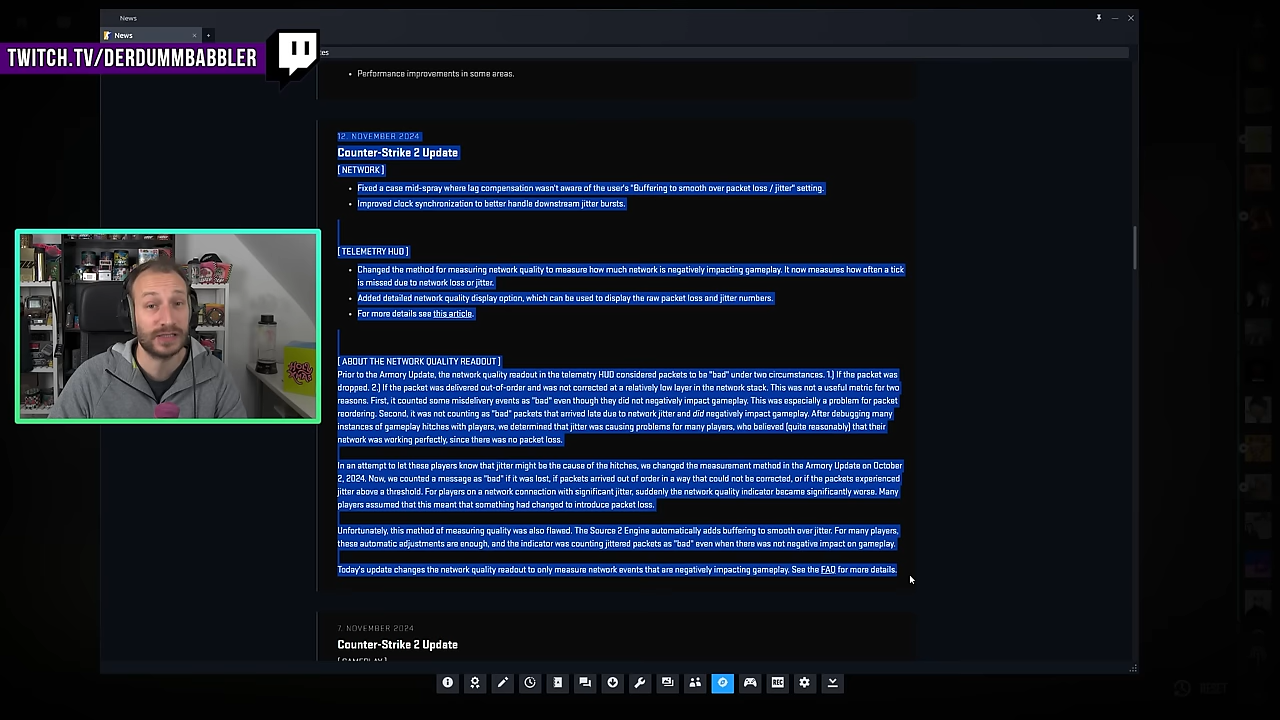 News
News
TWITCH.TV/DERDUMMBABBLER
tes
• Performance improvements in some areas.
12. NOVEMBER 2024
Counter-Strike 2 Update
[ NETWORK ]
• Fixed a case mid-spray where lag compensation wasn't aware of the user's "Buffering to smooth over packet loss / jitter" setting.
• Improved clock synchronization to better handle downstream jitter bursts.
[ TELEMETRY HUD ]
• Changed the method for measuring network quality to measure how much network is negatively impacting gameplay. It now measures how often a tick
is missed due to network loss or jitter.
• Added detailed network quality display option, which can be used to display the raw packet loss and jitter numbers.
• For more details see this article.
[ ABOUT THE NETWORK QUALITY READOUT ]
Prior to the Armory Update, the network quality readout in the telemetry HUD considered packets to be "bad" under two circumstances. 1.) If the packet was
dropped. 2.) If the packet was delivered out-of-order and was not corrected at a relatively low layer in the network stack. This was not a useful metric for two
reasons. First, it counted some misdelivery events as "bad" even though they did not negatively impact gameplay. This was especially a problem for packet
reordering. Second, it was not counting as "bad" packets that arrived late due to network jitter and did negatively impact gameplay. After debugging many
instances of gameplay hitches with players, we determined that jitter was causing problems for many players, who believed (quite reasonably) that their
network was working perfectly, since there was no packet loss.
In an attempt to let these players know that jitter might be the cause of the hitches, we changed the measurement method in the Armory Update on October
2, 2024. Now, we counted a message as "bad" if it was lost, if packets arrived out of order in a way that could not be corrected, or if the packets experienced
jitter above a threshold. For players on a network connection with significant jitter, suddenly the network quality indicator became significantly worse. Many
players assumed that this meant that something had changed to introduce packet loss.
Unfortunately, this method of measuring quality was also flawed. The Source 2 Engine automatically adds buffering to smooth over jitter. For many players,
these automatic adjustments are enough, and the indicator was counting jittered packets as "bad" even when there was not negative impact on gameplay.
Today's update changes the network quality readout to only measure network events that are negatively impacting gameplay. See the FAQ for more details.
7. NOVEMBER 2024
Counter-Strike 2 Update
[ GAMEPLAY ]
REC